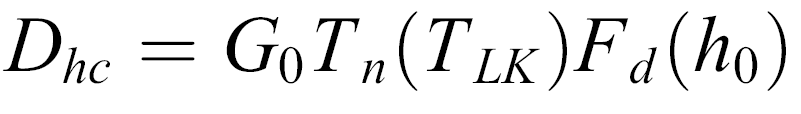 D_{hc} = G_0 T_n(T_{LK})F_d(h_0)